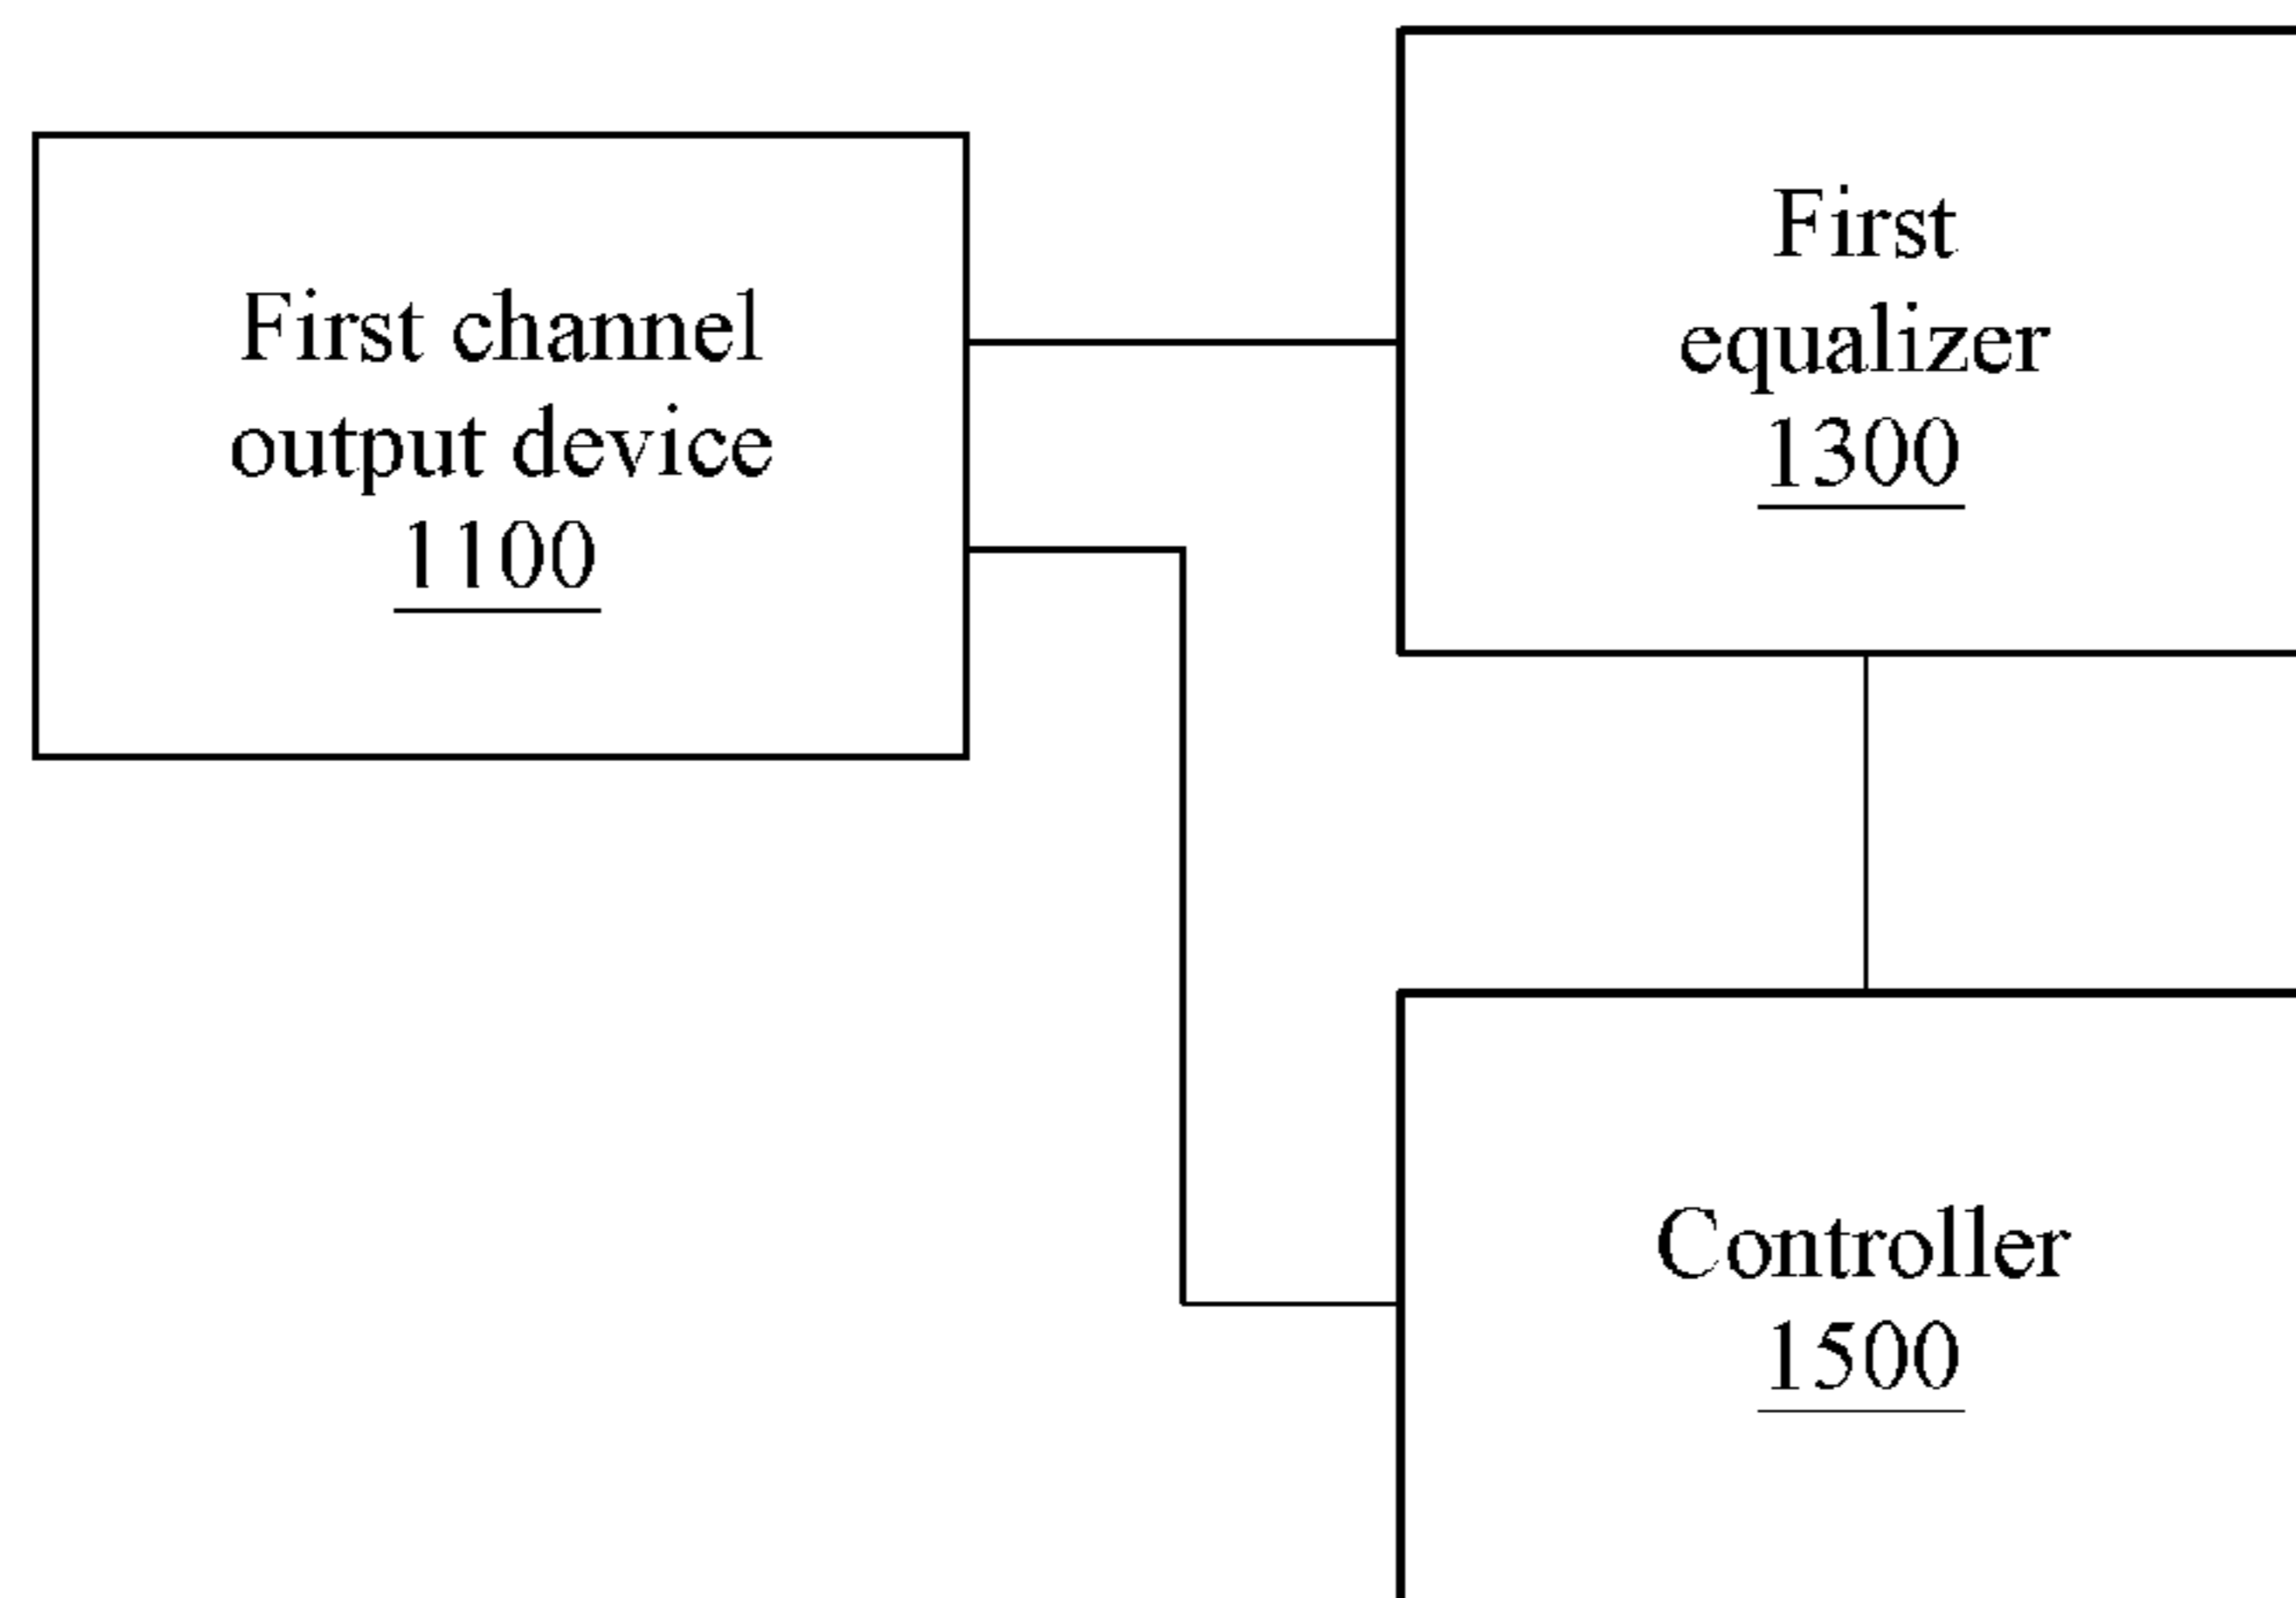 First channel
output device
1100
First
equalizer
1300
Controller
1500